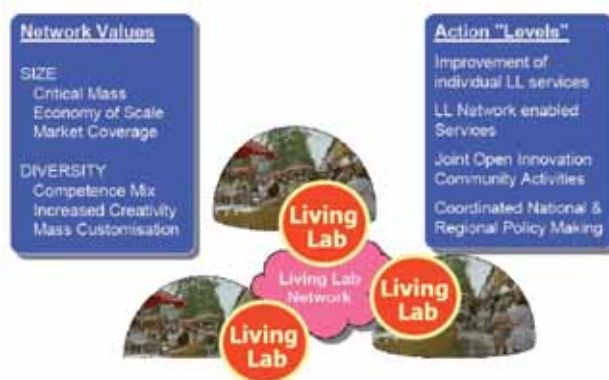 Network Values
SIZE
Critical Mass
Economy of Scale
Market Coverage
DIVERSITY
Competence Mix
Increased Creativity
Mass Customisation
Action "Levels"
Improvement of
individual LL services
LL Network enabled
Services
Joint Open Innovation
Community Activities
Coordinated National &
Regional Policy Making
Living
Lab
Living Lab
Network
Living
Lab
Living
Lab